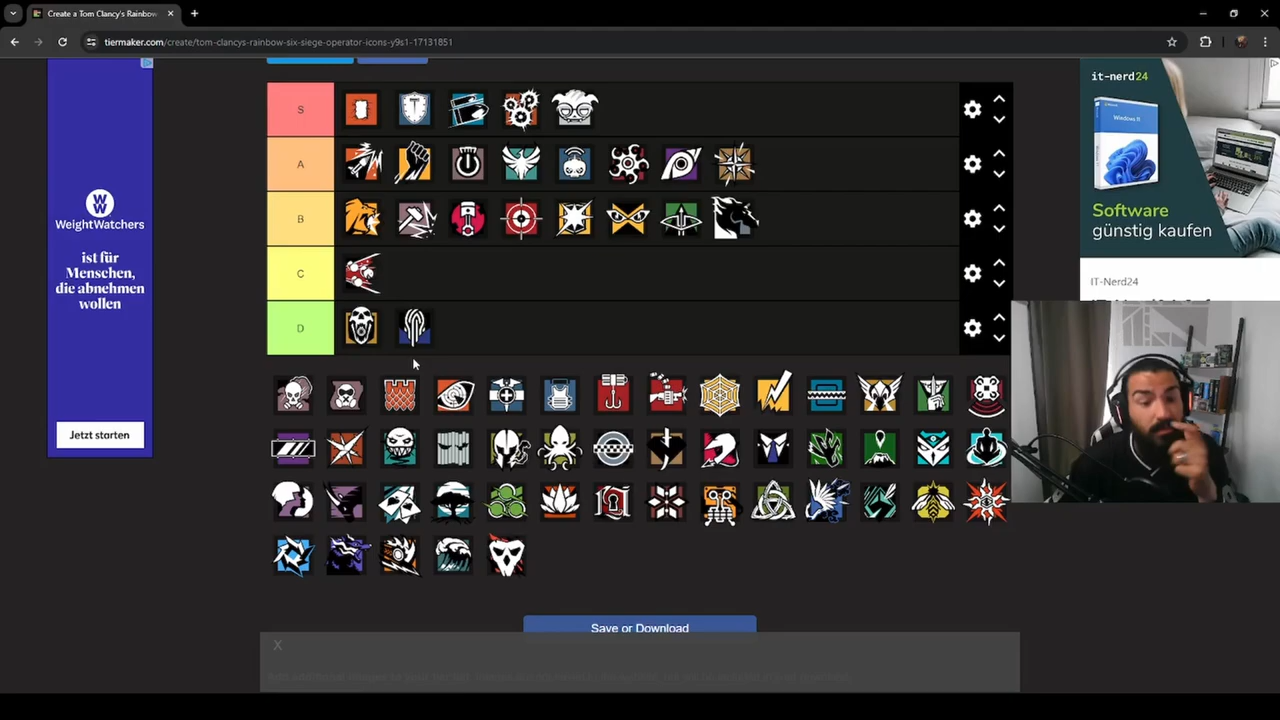 Create a Tom Clancy's Rainbow
tiermaker.com/create/tom-clancys-rainbow-six-siege-operator-icons-y9s1-17131851
WW
WeightWatchers
ist für
Menschen,
die abnehmen
wollen
Jetzt starten
S
A
B
C
D
it-nerd24
Software
günstig kaufen
IT-Nerd24
Save or Download
X